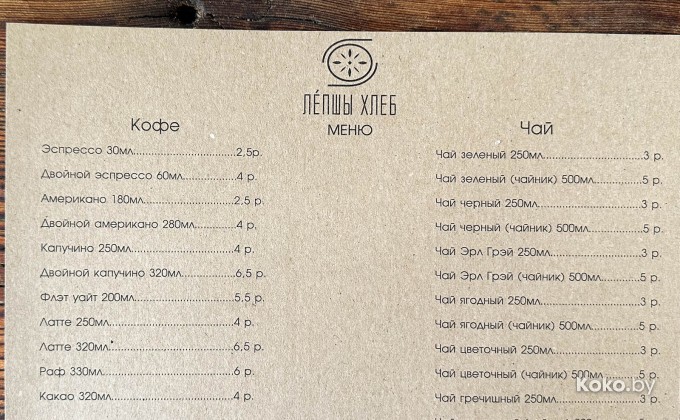 ЛЕ́ПШЫ ХЛЕБ
МЕНЮ
Кофе
Эспрессо 30мл.............................2,5р.
Двойной эспрессо 60мл...............4 р.
Американо 180мл........................2,5 р.
Двойной американо 280мл...........4 р.
Капучино 250мл...........................4 р.
Двойной капучино 320мл.............6,5 р.
Флэт уайт 200мл..........................5,5 р.
Латте 250мл................................4 р.
Латте 320мл................................6,5 р.
Раф 330мл..................................6 р.
Какао 320мл...............................4 р.
Чай
Чай зеленый 250мл.........................3 р.
Чай зеленый (чайник) 500мл...........5 р.
Чай черный 250мл..........................3 р.
Чай черный (чайник) 500мл............5 р.
Чай Эрл Грэй 250мл.......................3 р.
Чай Эрл Грей (чайник) 500мл.........5 р.
Чай ягодный 250мл........................3 р.
Чай ягодный (чайник) 500мл..........5 р.
Чай цветочный 250мл.....................3 р.
Чай цветочный (чайник) 500мл.......5 р.
Чай гречишный 250мл....................3 р.
Koko.by